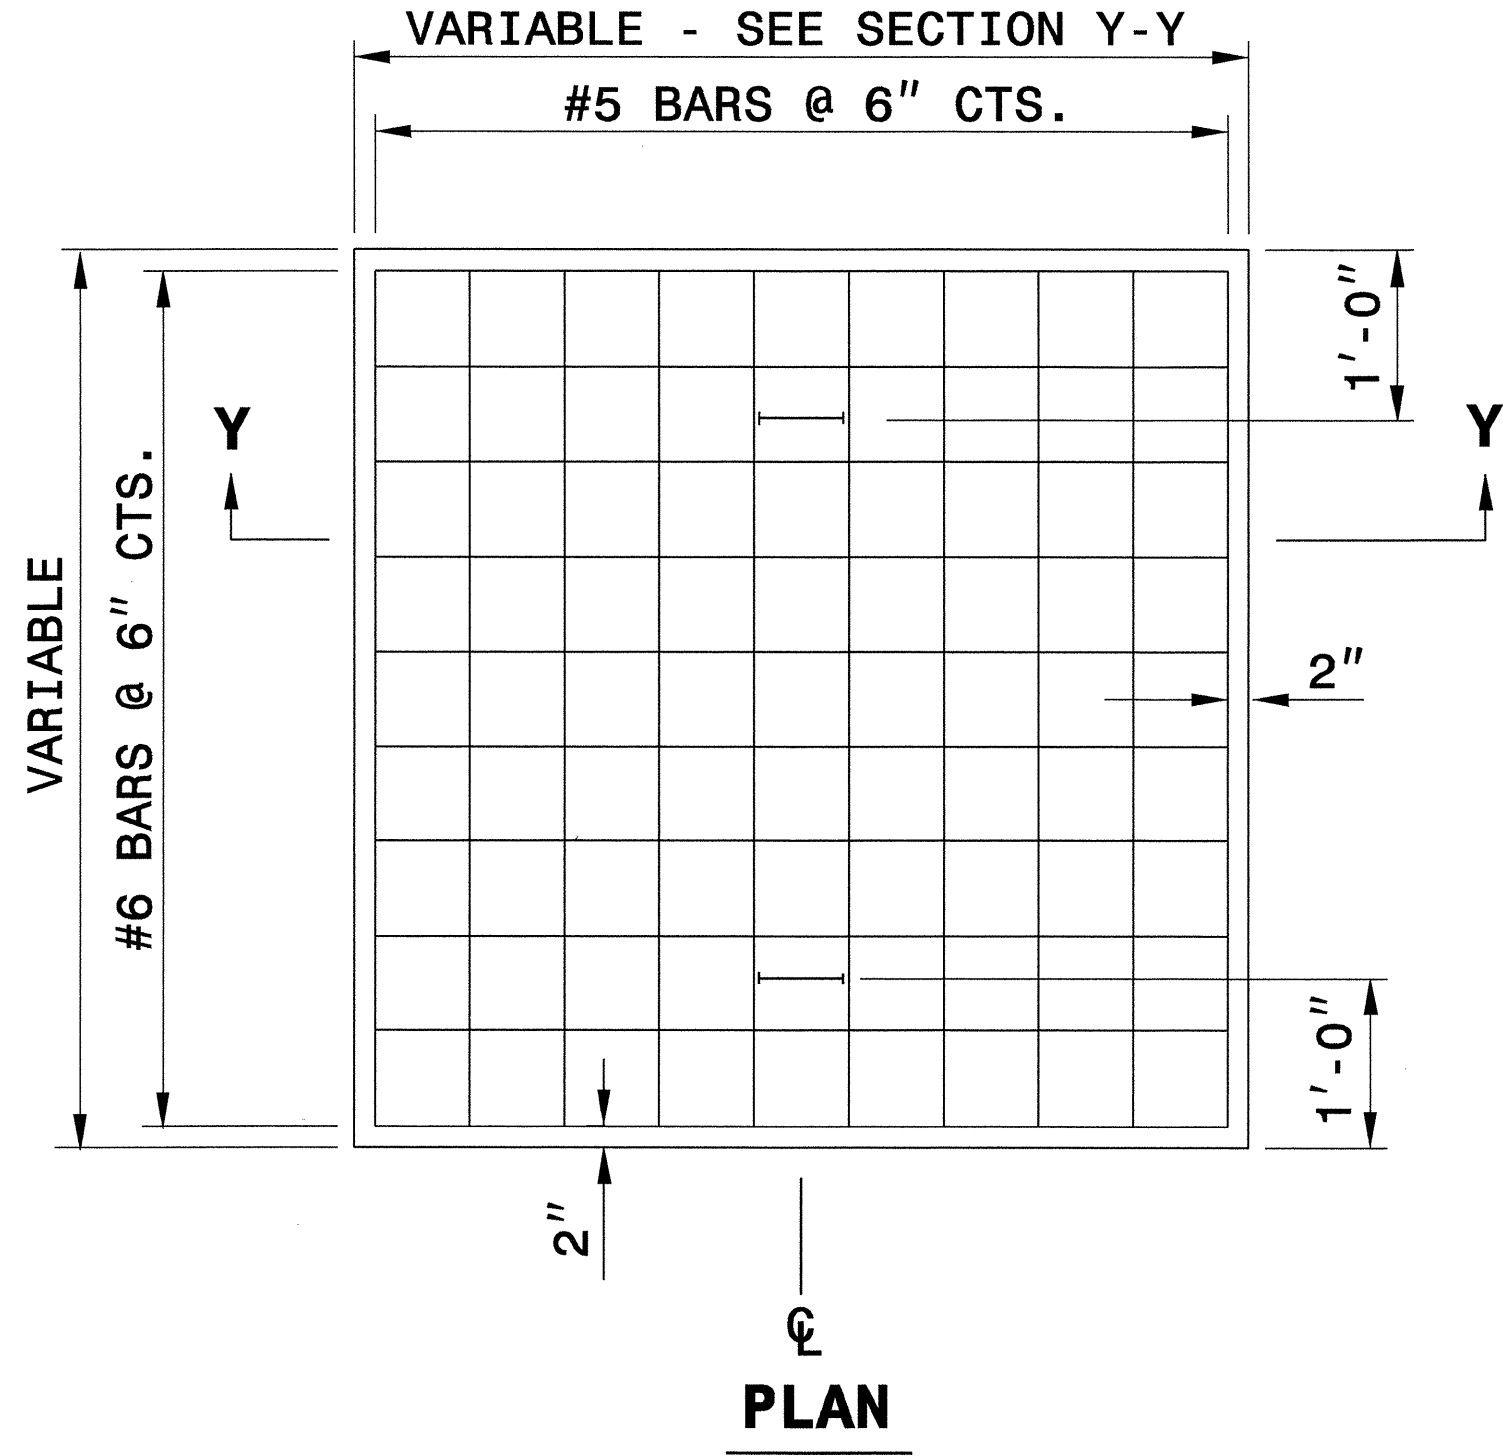 VARIABLE - SEE SECTION Y-Y
#5 BARS @ 6" CTS.
1'-0"
Y
Y
VARIABLE
#6 BARS @ 6" CTS.
2"
1'-0"
2"
℄
PLAN